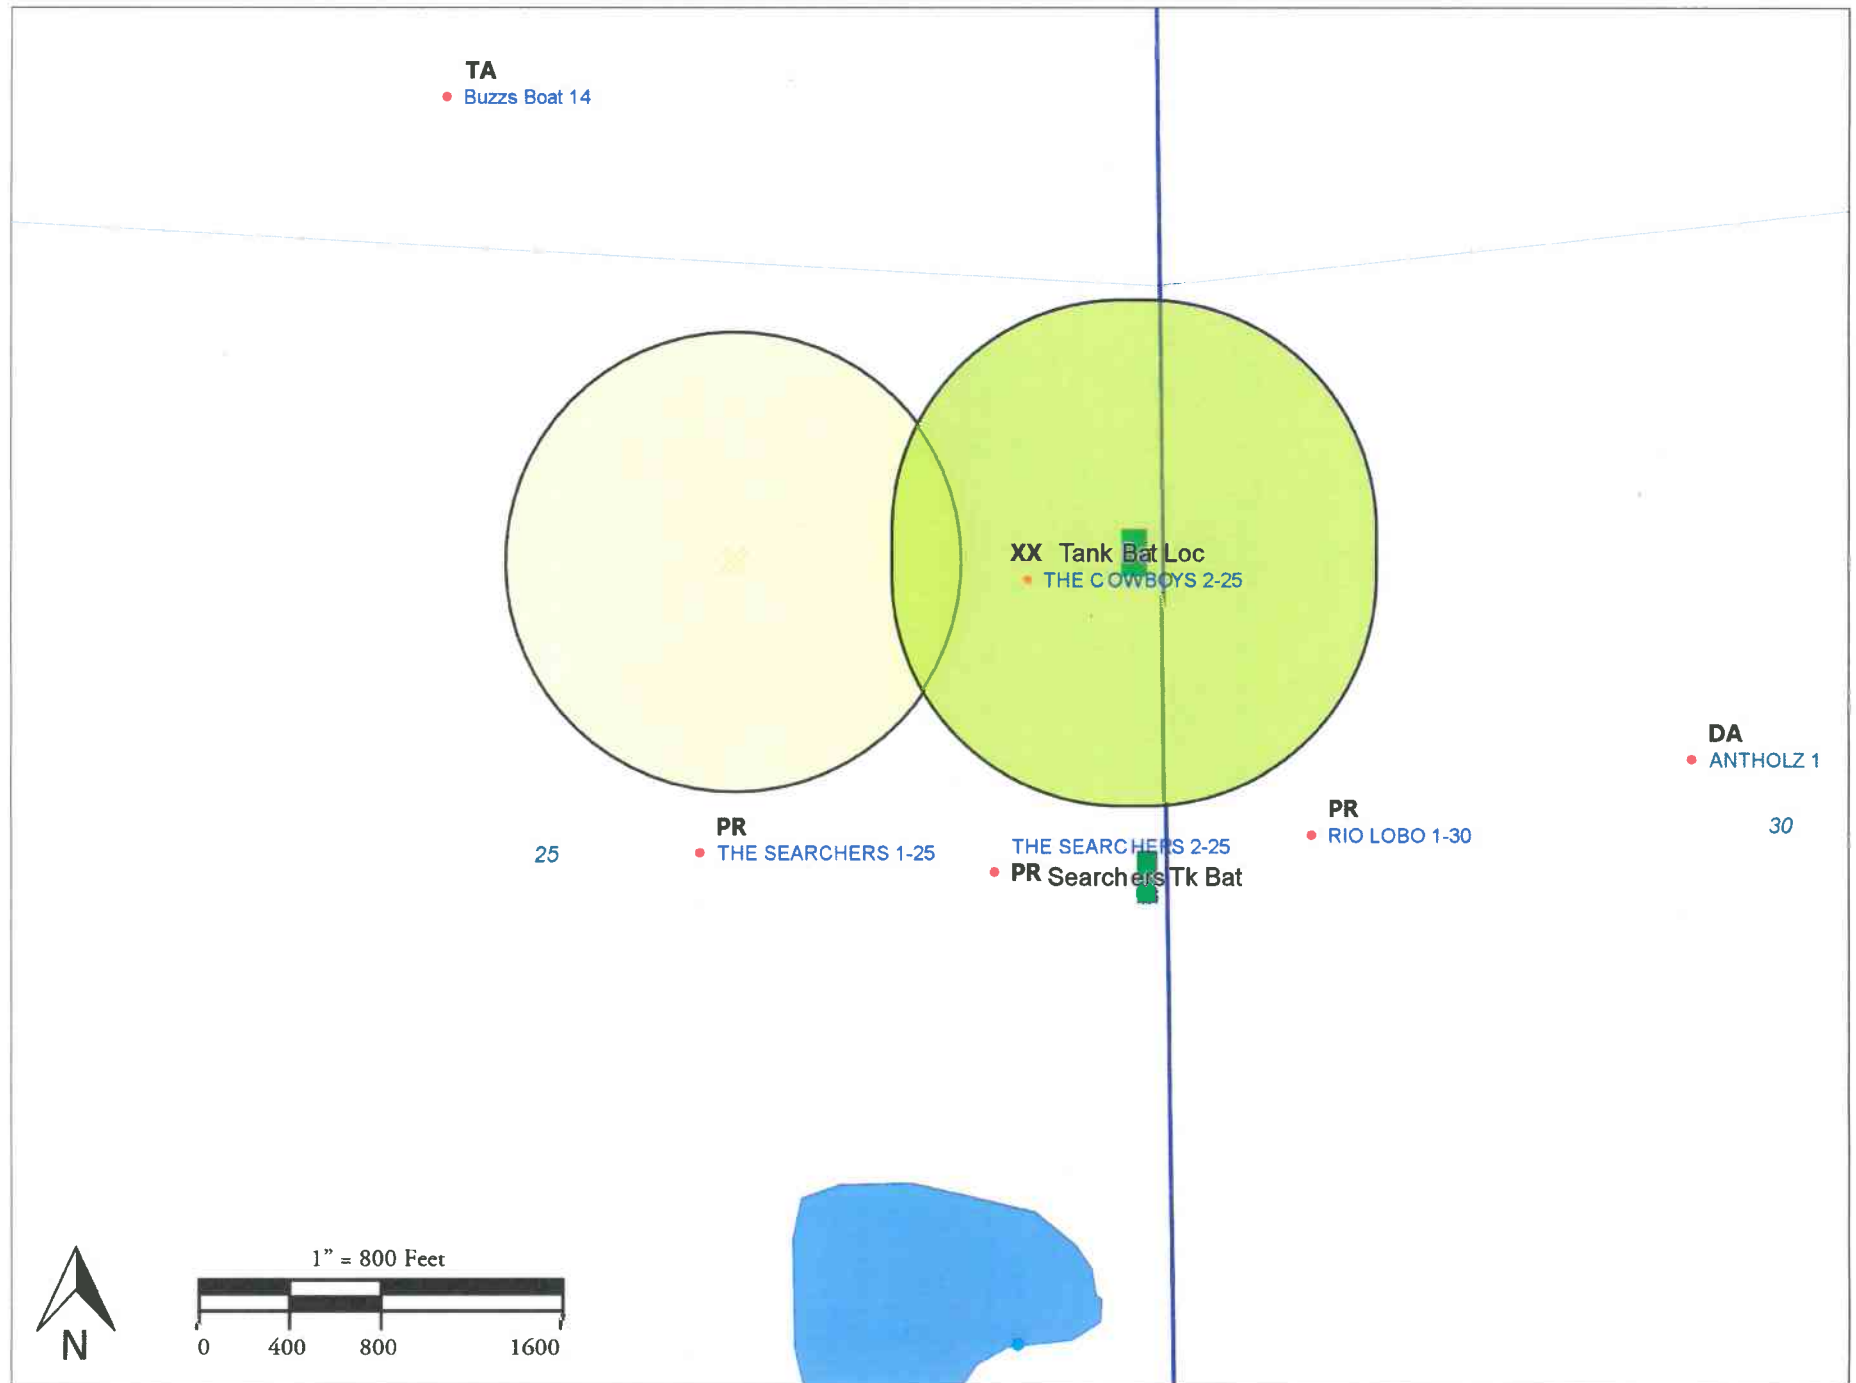 TA
Buzzs Boat 14
XX Tank Bat Loc
THE COWBOYS 2-25
DA
ANTHOLZ 1
PR
RIO LOBO 1-30
30
PR
THE SEARCHERS 1-25
25
THE SEARCHERS 2-25
PR Searchers Tk Bat
1” = 800 Feet
0 400 800 1600
N